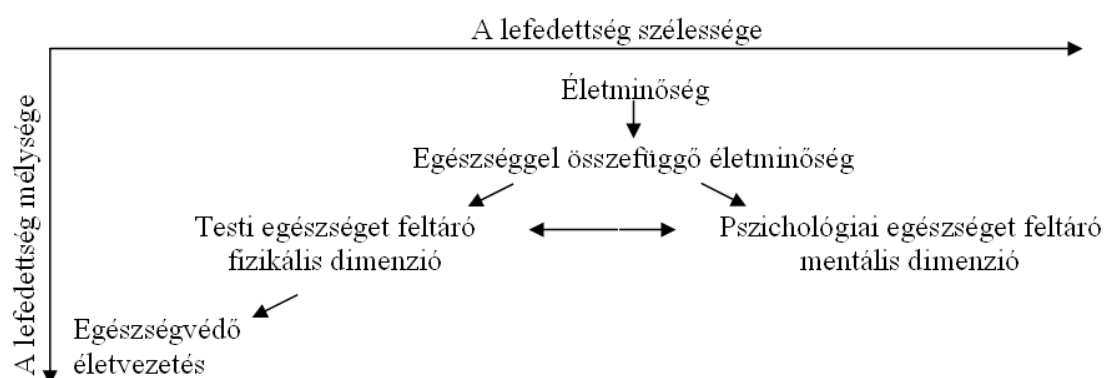 A lefedettség szélessége
A lefedettség mélysége
Életminőség
Egészséggel összefüggő életminőség
Testi egészséget feltáró
fizikális dimenzió
Pszichológiai egészséget feltáró
mentális dimenzió
Egészségvédő
életvezetés